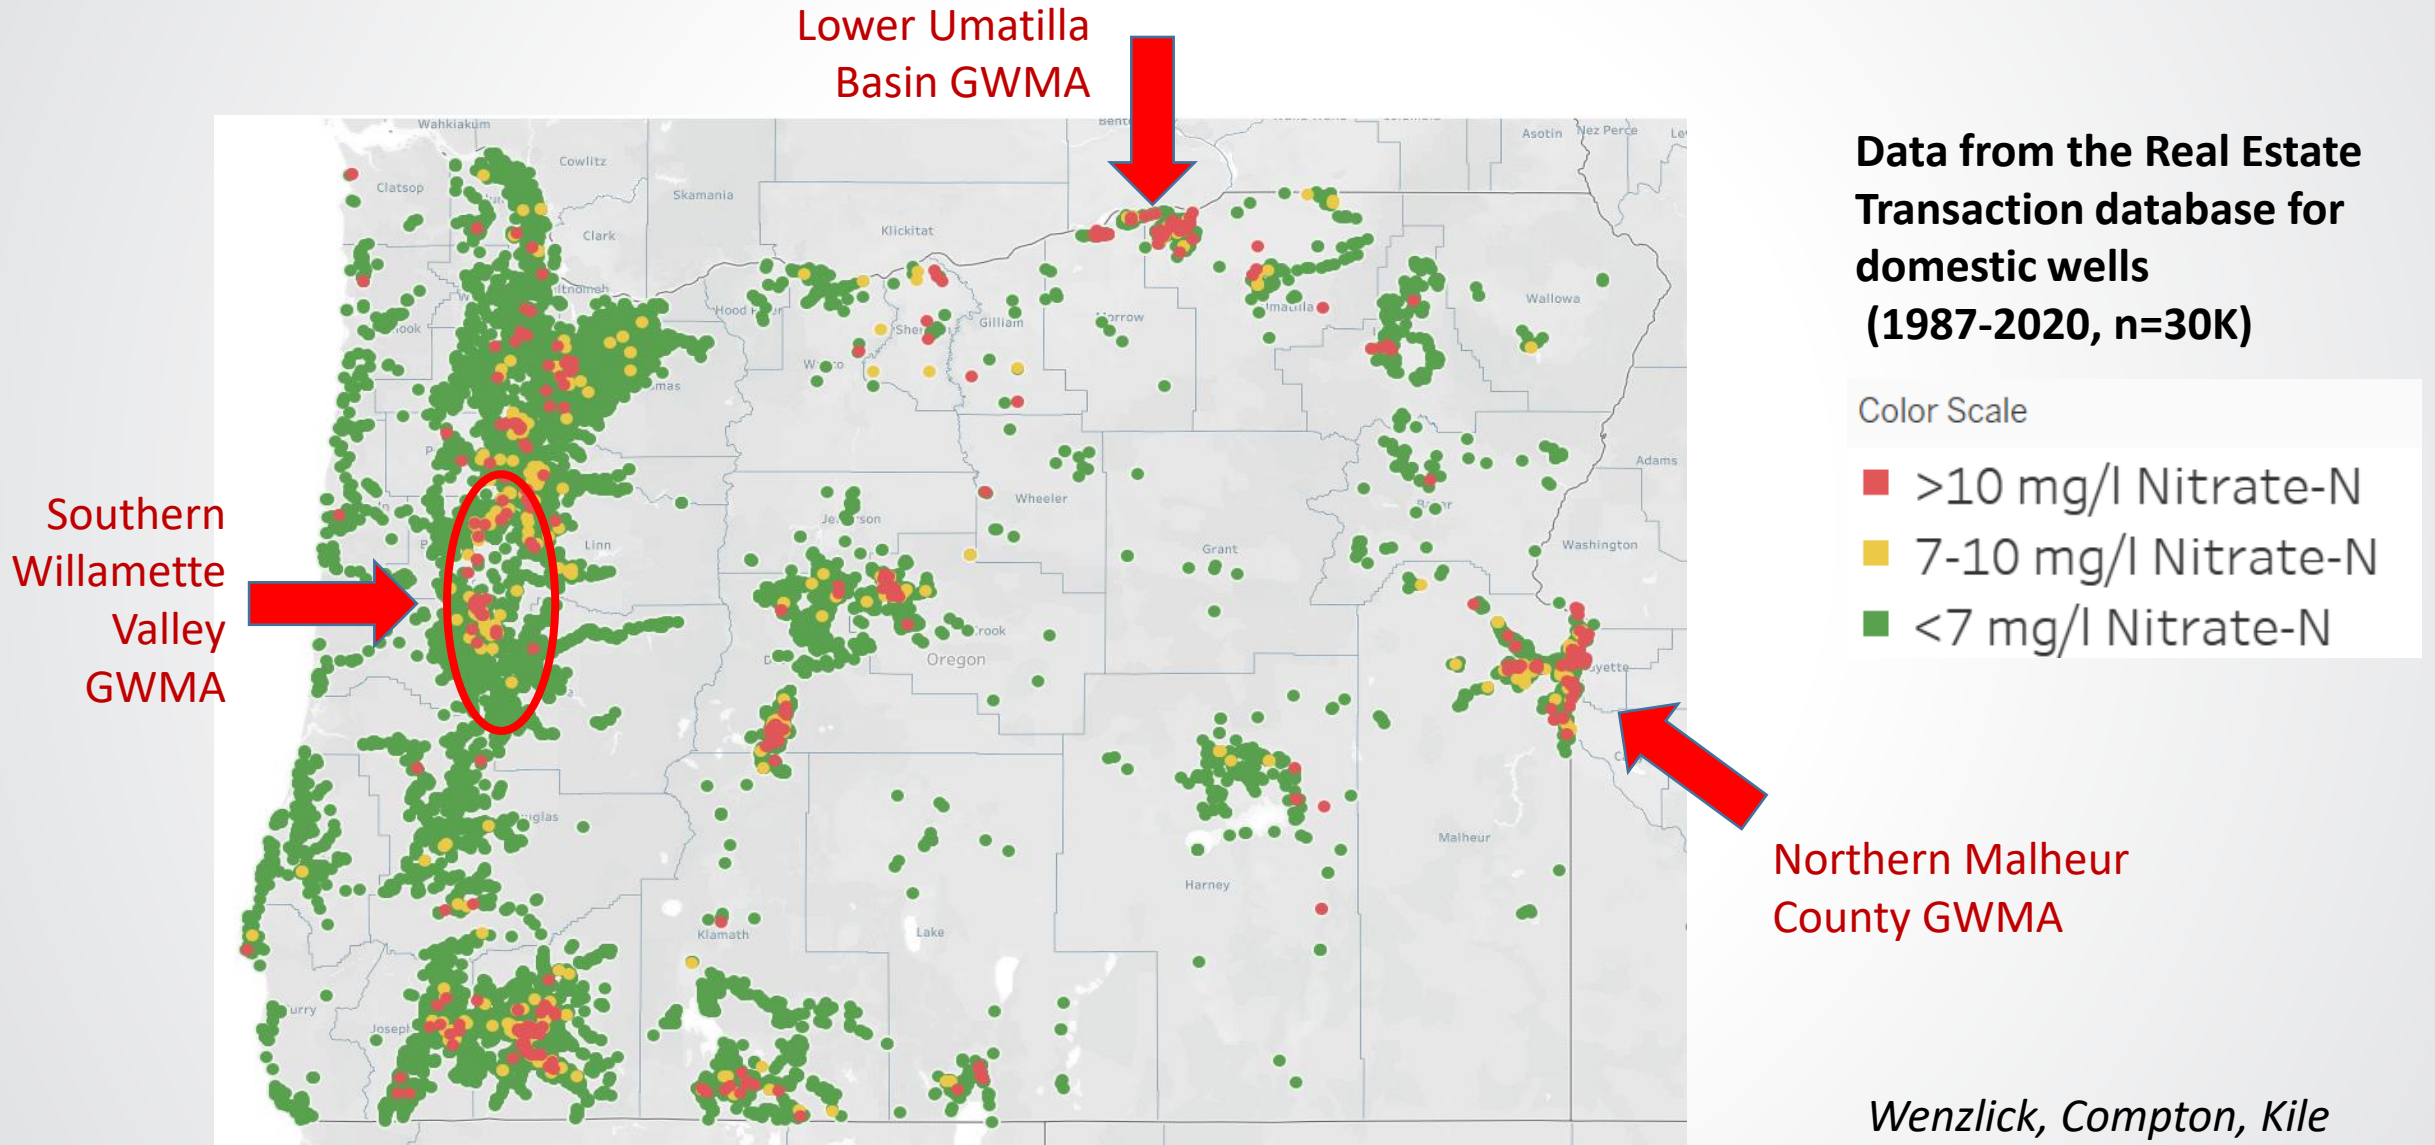 Lower Umatilla
Basin GWMA
Wahkiakum
Cowlitz
Clatsop
Skamania
Clark
Klickitat
Asotin
Nez Perce
Wallowa
Gilliam
Wheeler
Adams
Linn
Grant
Washington
Oregon
Malheur
Harney
Klamath
Lake
Southern
Willamette
Valley
GWMA
Data from the Real Estate
Transaction database for
domestic wells
(1987-2020, n=30K)
Color Scale
>10 mg/l Nitrate-N
7-10 mg/l Nitrate-N
<7 mg/l Nitrate-N
Northern Malheur
County GWMA
Wenzlick, Compton, Kile